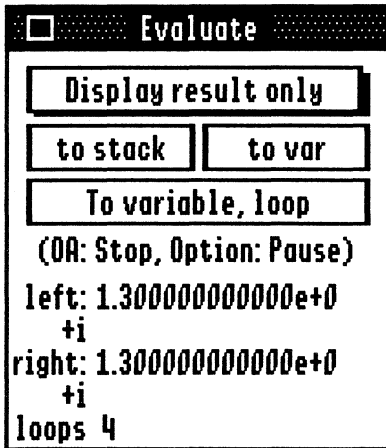 Evaluate
Display result only
to stack to var
To variable, loop
(OA: Stop, Option: Pause)
left: 1.300000000000e+0
+i
right: 1.300000000000e+0
+i
loops 4